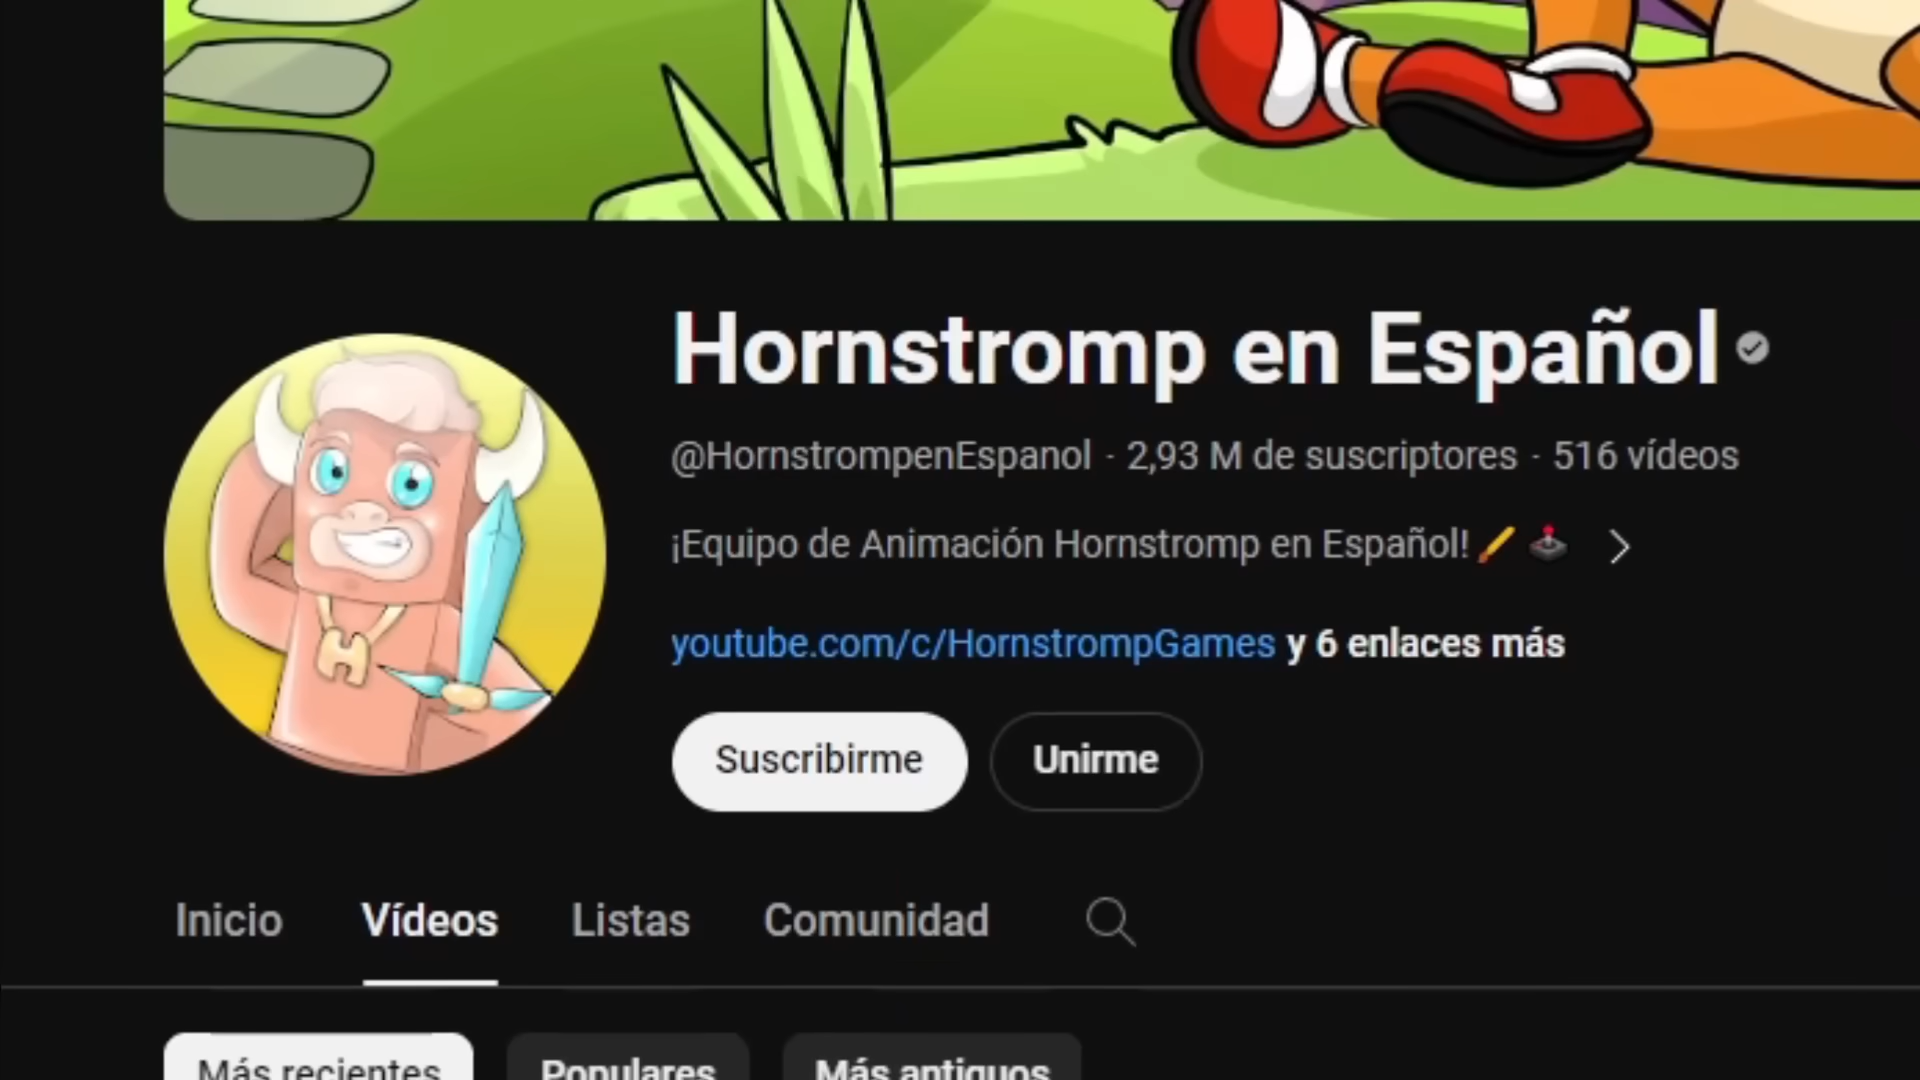 Hornstromp en Español
@HornstrompenEspanol · 2,93 M de suscriptores · 516 vídeos
¡Equipo de Animación Hornstromp en Español!
youtube.com/c/HornstrompGames y 6 enlaces más
Suscribirme Unirme
Inicio Vídeos Listas Comunidad
Más recientes Populares Más antiguos
H